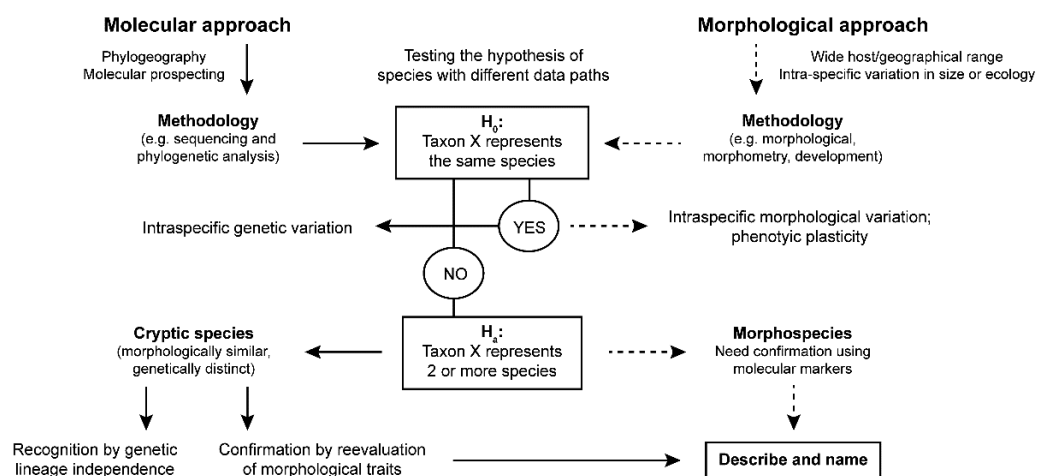 Molecular approach
Morphological approach
Phylogeography
Molecular prospecting
Testing the hypothesis of
species with different data paths
Wide host/geographical range
Intra-specific variation in size or ecology
Methodology
(e.g. sequencing and
phylogenetic analysis)
H0:
Taxon X represents
the same species
Methodology
(e.g. morphological,
morphometry, development)
Intraspecific genetic variation
YES
Intraspecific morphological variation;
phenotyic plasticity
NO
Cryptic species
(morphologically similar,
genetically distinct)
Ha:
Taxon X represents
2 or more species
Morphospecies
Need confirmation using
molecular markers
Recognition by genetic
lineage independence
Confirmation by reevaluation
of morphological traits
Describe and name